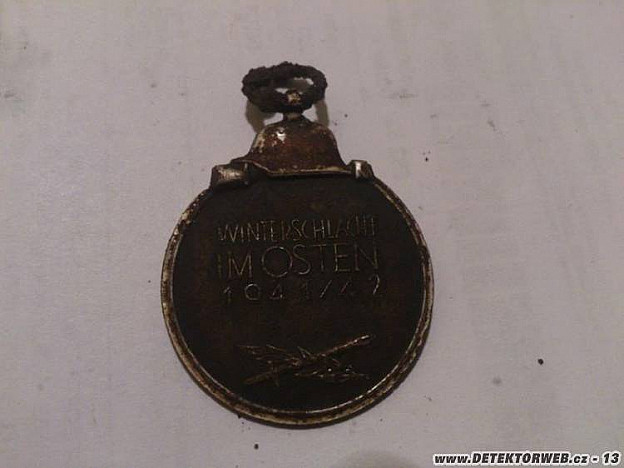 WINTERSCHLACHT
IM OSTEN
1941/42
www.DETEKTORWEB.cz - 13